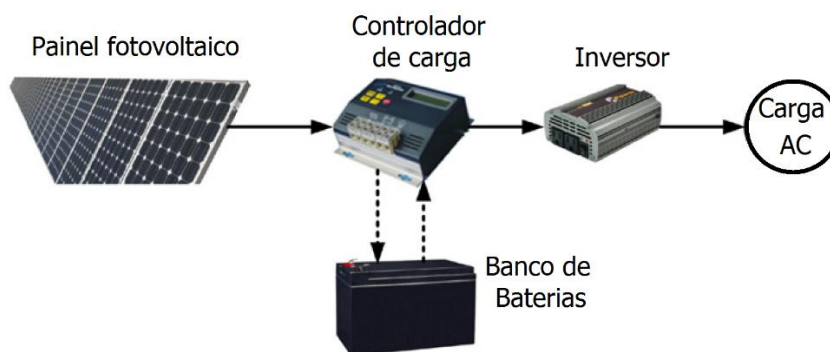 Painel fotovoltaico
Controlador
de carga
Inversor
Carga
AC
Banco de
Baterias